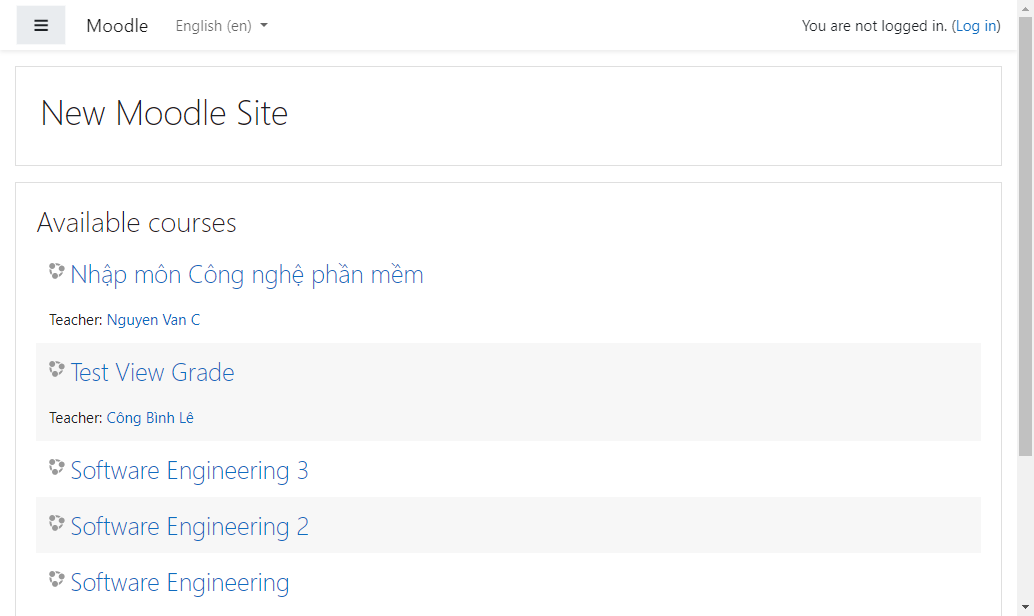 Moodle English (en) You are not logged in. (Log in)
New Moodle Site
Available courses
Nhập môn Công nghệ phần mềm
Teacher: Nguyen Van C
Test View Grade
Teacher: Công Bình Lê
Software Engineering 3
Software Engineering 2
Software Engineering